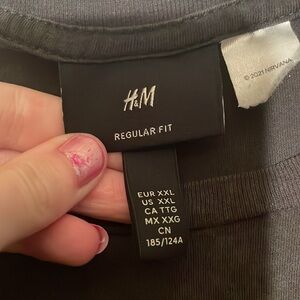 H&M
REGULAR FIT
© 2021 NIRVANA
EUR XXL
US XXL
CA TTG
MX XXG
CN
185/124A